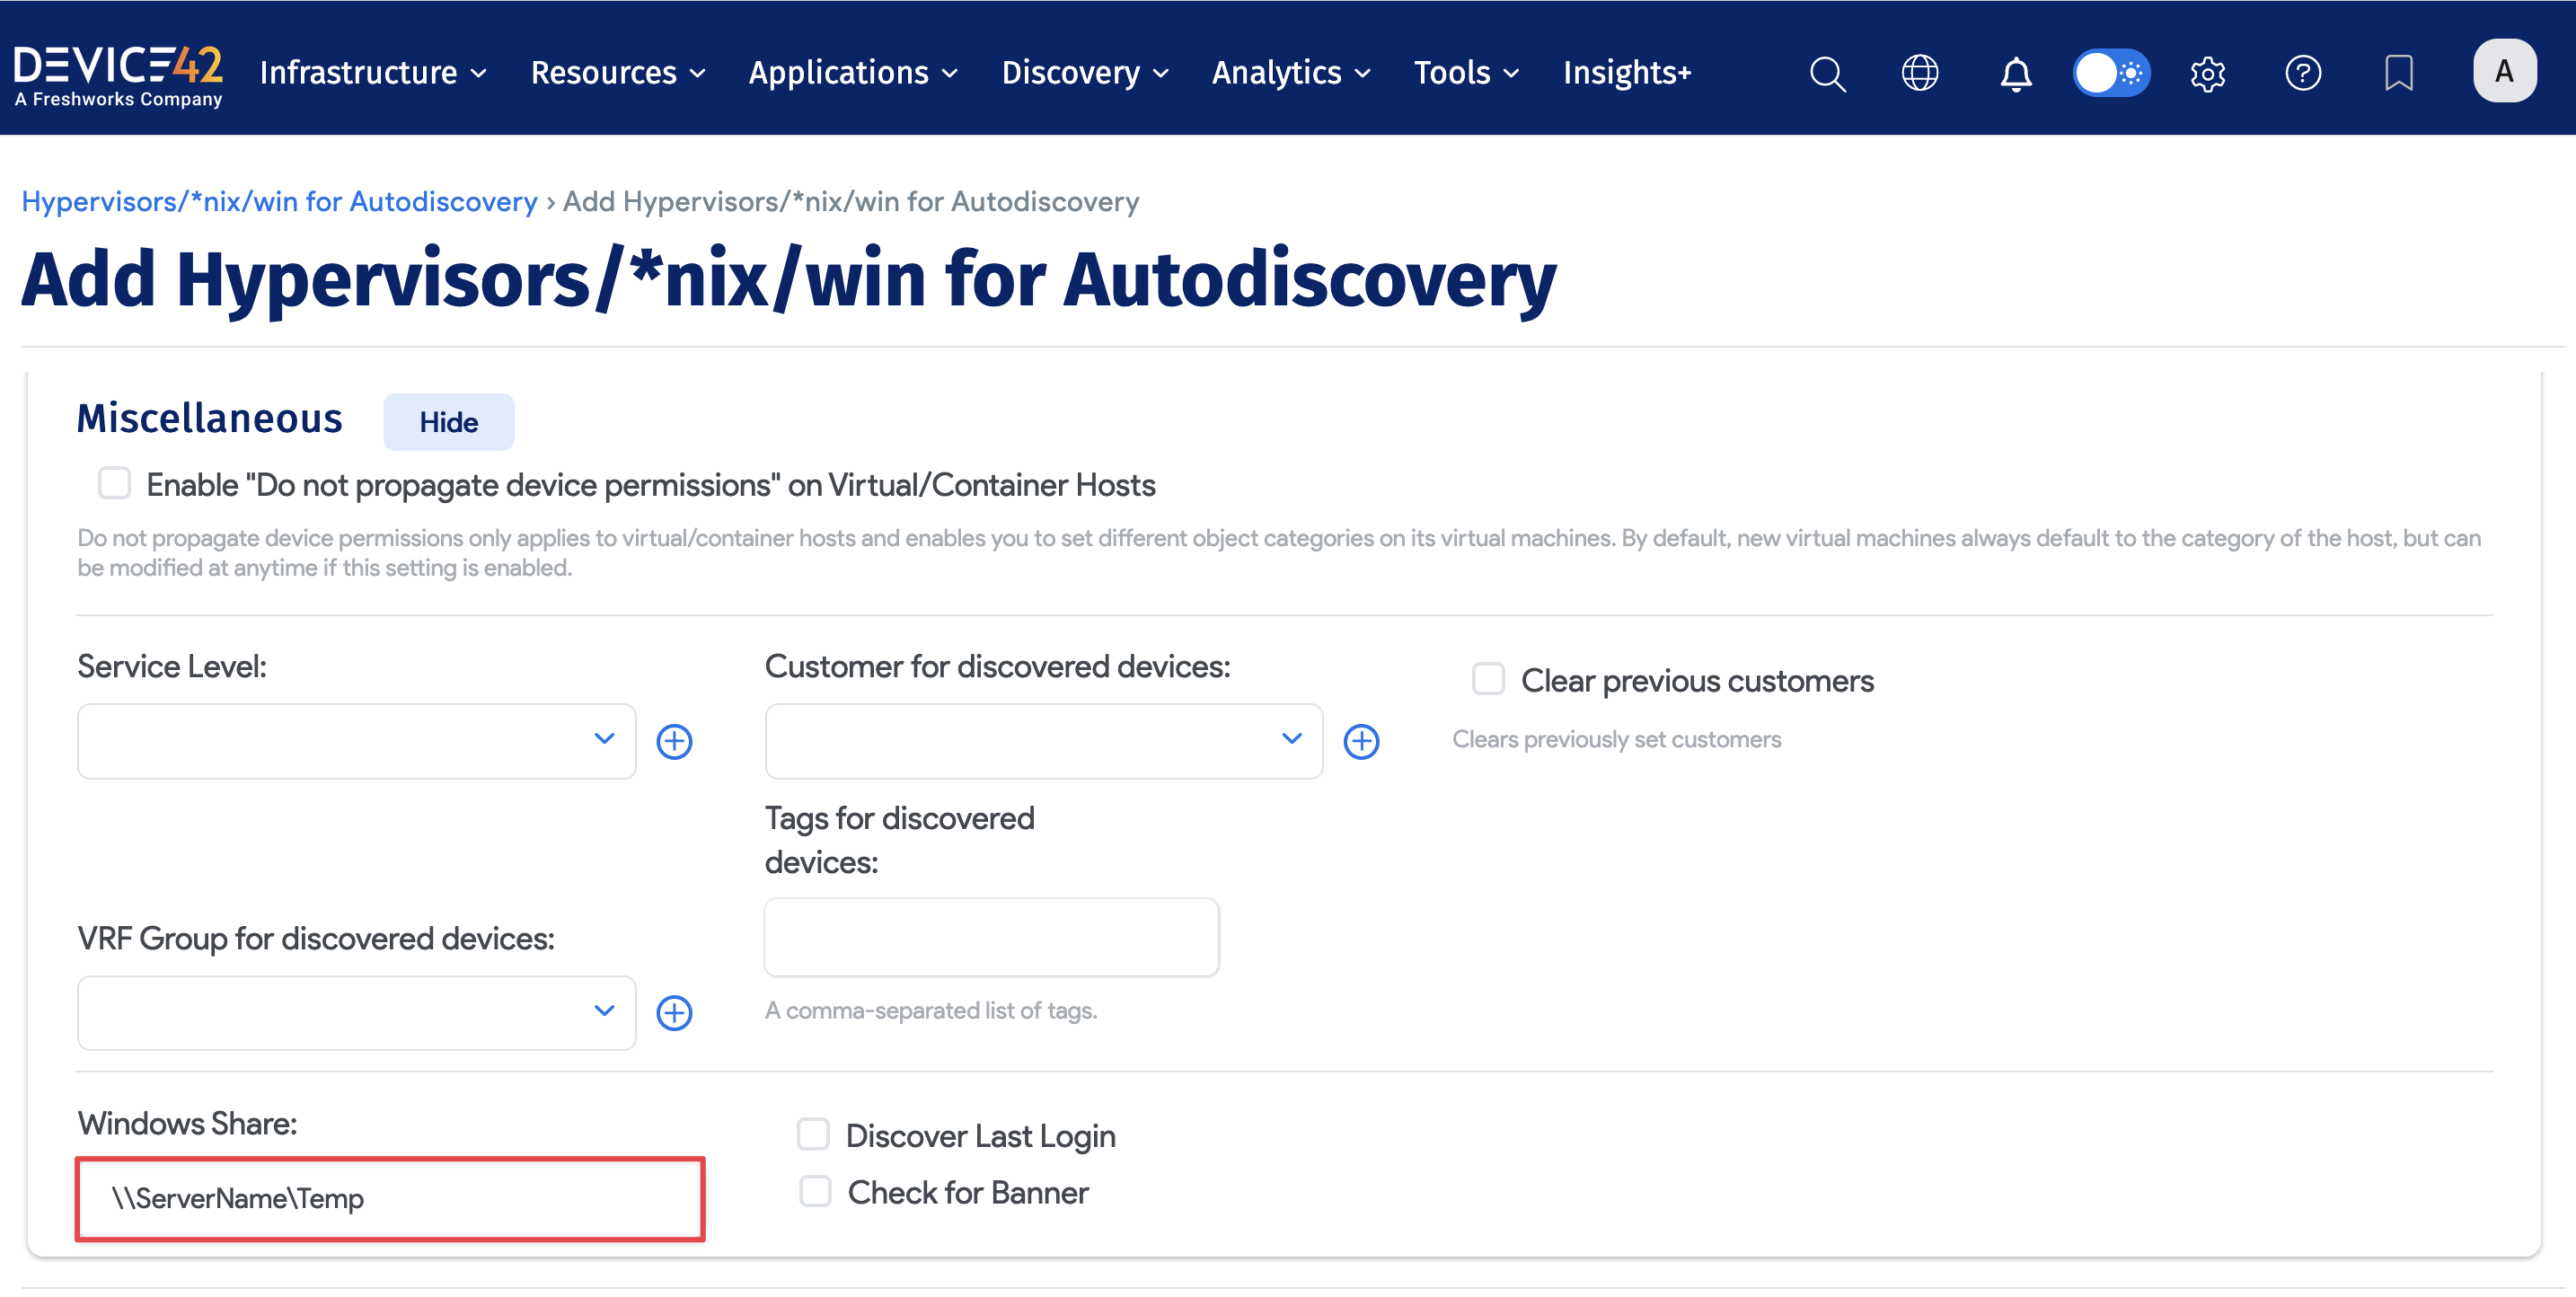 DEVICE42
A Freshworks Company
Infrastructure
Resources
Applications
Discovery
Analytics
Tools
Insights+
A
Hypervisors/*nix/win for Autodiscovery › Add Hypervisors/*nix/win for Autodiscovery
Add Hypervisors/*nix/win for Autodiscovery
Miscellaneous
Hide
Enable "Do not propagate device permissions" on Virtual/Container Hosts
Do not propagate device permissions only applies to virtual/container hosts and enables you to set different object categories on its virtual machines. By default, new virtual machines always default to the category of the host, but can
be modified at anytime if this setting is enabled.
Service Level:
Customer for discovered devices:
Clear previous customers
Clears previously set customers
Tags for discovered
devices:
A comma-separated list of tags.
VRF Group for discovered devices:
Windows Share:
\\ServerName\Temp
Discover Last Login
Check for Banner